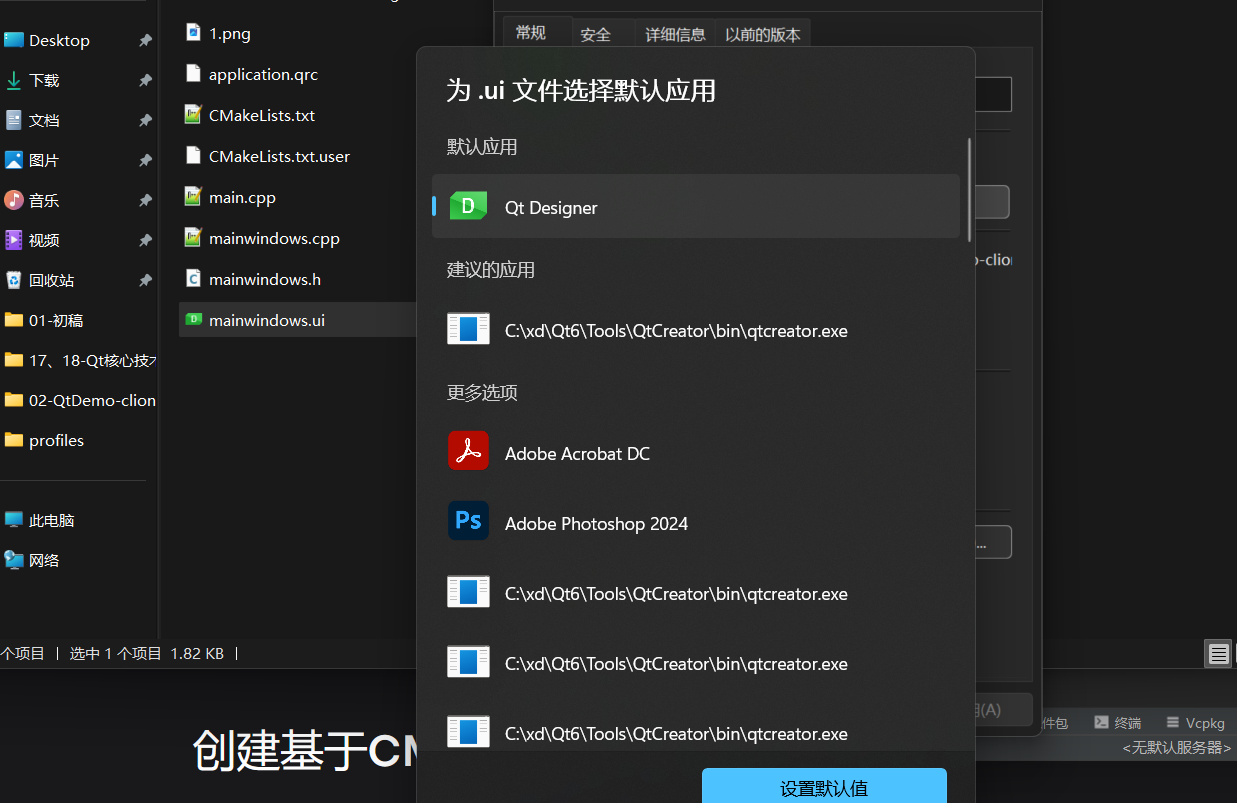 Desktop
下载
文档
图片
音乐
视频
回收站
01-初稿
17、18-Qt核心技
02-QtDemo-clion
profiles
此电脑
网络
1.png
application.qrc
CMakeLists.txt
CMakeLists.txt.user
main.cpp
mainwindows.cpp
mainwindows.h
mainwindows.ui
个项目 | 选中 1 个项目 1.82 KB |
常规 安全 详细信息 以前的版本
为 .ui 文件选择默认应用
默认应用
D Qt Designer
建议的应用
C:\xd\Qt6\Tools\QtCreator\bin\qtcreator.exe
更多选项
Adobe Acrobat DC
Ps Adobe Photoshop 2024
C:\xd\Qt6\Tools\QtCreator\bin\qtcreator.exe
C:\xd\Qt6\Tools\QtCreator\bin\qtcreator.exe
C:\xd\Qt6\Tools\QtCreator\bin\qtcreator.exe
设置默认值
-clion
...
(A)
件包 终端 Vcpkg
<无默认服务器>
创建基于CM